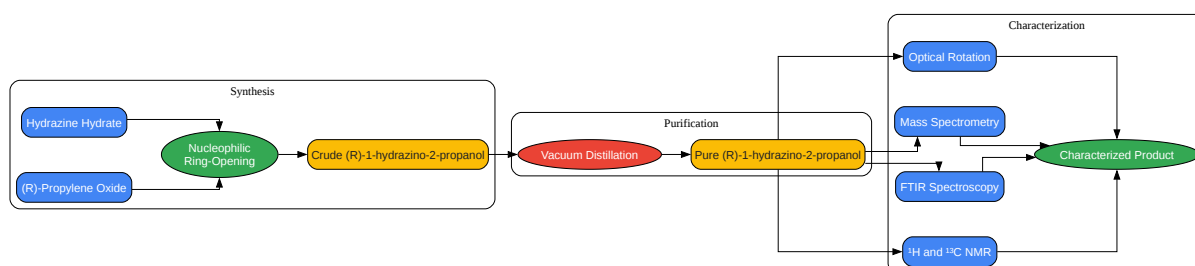 Characterization
Optical Rotation
Synthesis
Hydrazine Hydrate
Nucleophilic
Ring-Opening
(R)-Propylene Oxide
Crude (R)-1-hydrazino-2-propanol
Purification
Vacuum Distillation
Pure (R)-1-hydrazino-2-propanol
Mass Spectrometry
FTIR Spectroscopy
Characterized Product
¹H and ¹³C NMR